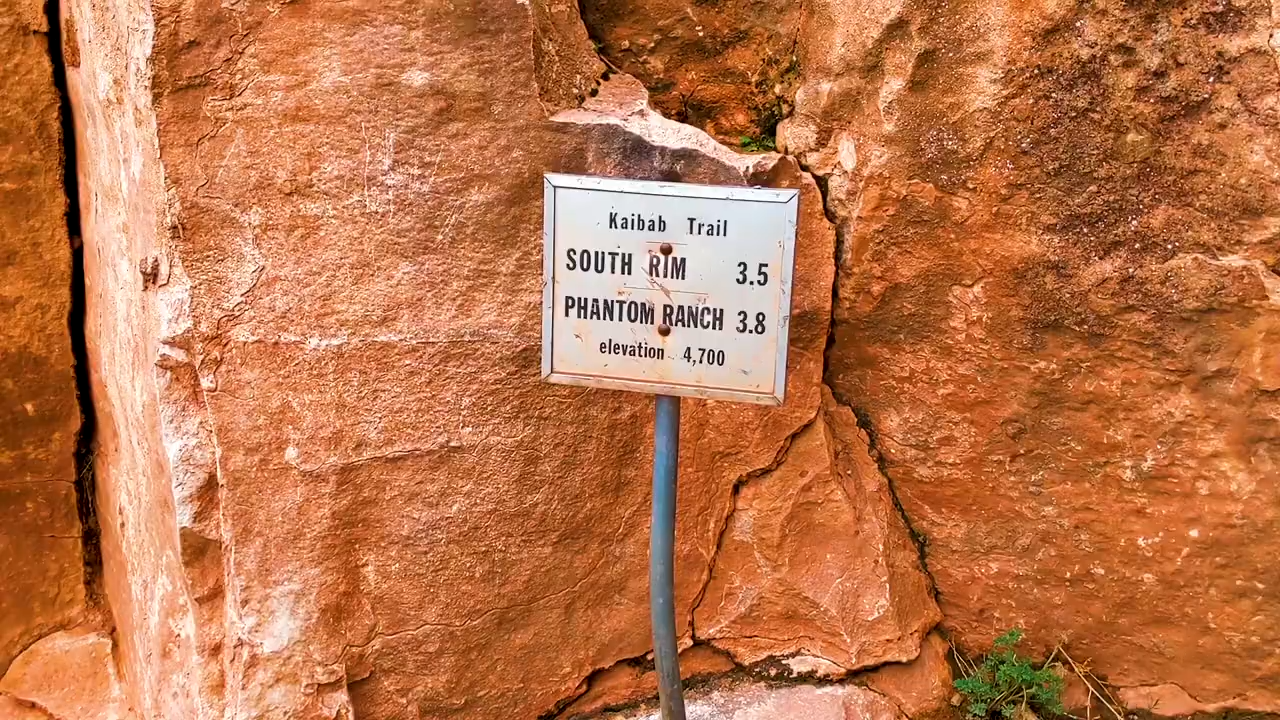 Kaibab Trail
SOUTH RIM 3.5
PHANTOM RANCH 3.8
elevation 4,700